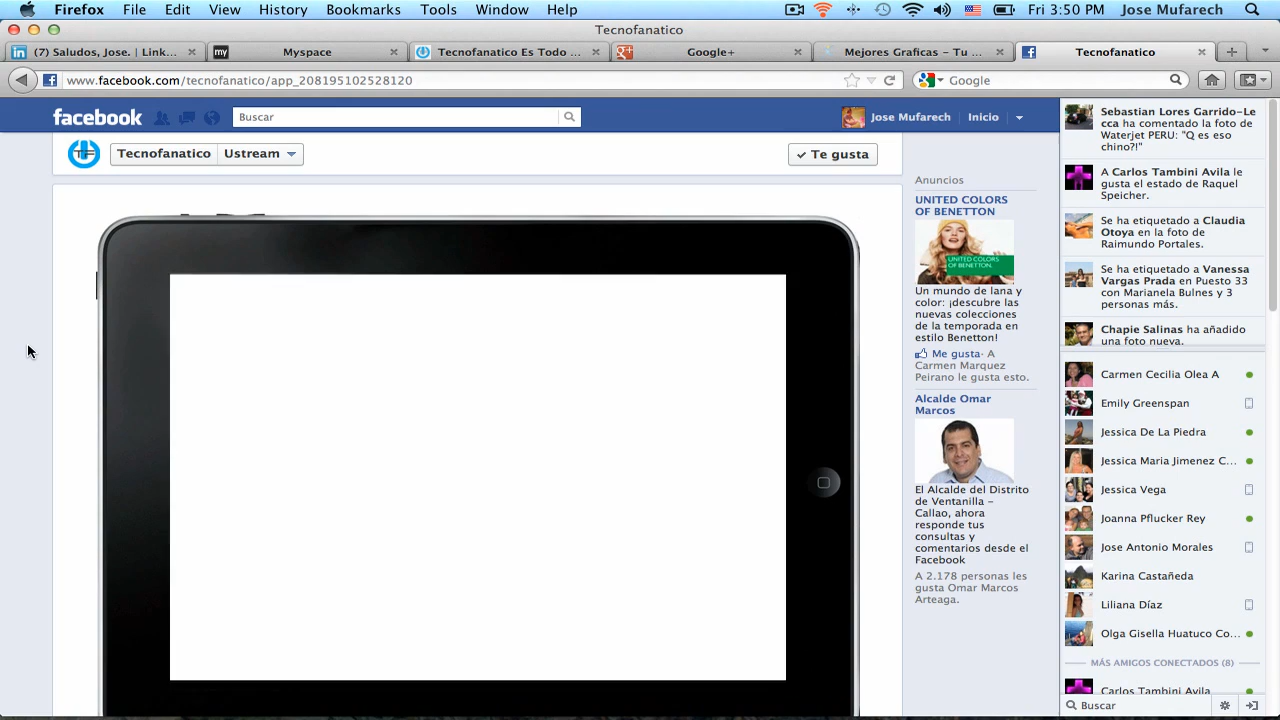 Firefox File Edit View History Bookmarks Tools Window Help Fri 3:50 PM Jose Mufarech
Tecnofanatico
(7) Saludos, Jose. | Link... Myspace Tecnofanatico Es Todo ... Google+ Mejores Graficas – Tu ... Tecnofanatico
www.facebook.com/tecnofanatico/app_208195102528120 Google
facebook Buscar Jose Mufarech Inicio
Tecnofanatico Ustream Te gusta
Anuncios
UNITED COLORS
OF BENETTON
UNITED COLORS
OF BENETTON.
Un mundo de lana y
color: ¡descubre las
nuevas colecciones
de la temporada en
estilo Benetton!
Me gusta· A
Carmen Marquez
Peirano le gusta esto.
Alcalde Omar
Marcos
El Alcalde del Distrito
de Ventanilla –
Callao, ahora
responde tus
consultas y
comentarios desde el
Facebook
A 2.178 personas les
gusta Omar Marcos
Arteaga.
Sebastian Lores Garrido-Le
cca ha comentado la foto de
Waterjet PERU: "Q es eso
chino?!"
A Carlos Tambini Avila le
gusta el estado de Raquel
Speicher.
Se ha etiquetado a Claudia
Otoya en la foto de
Raimundo Portales.
Se ha etiquetado a Vanessa
Vargas Prada en Puesto 33
con Marianela Bulnes y 3
personas más.
Chapie Salinas ha añadido
una foto nueva.
Carmen Cecilia Olea A
Emily Greenspan
Jessica De La Piedra
Jessica Maria Jimenez C...
Jessica Vega
Joanna Pflucker Rey
Jose Antonio Morales
Karina Castañeda
Liliana Díaz
Olga Gisella Huatuco Co...
MÁS AMIGOS CONECTADOS (8)
Carlos Tambini Avila
Buscar